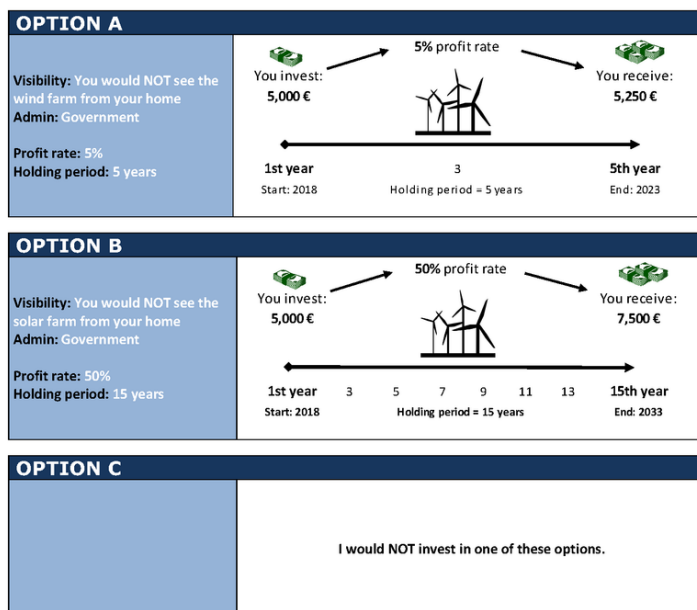 OPTION A
Visibility: You would NOT see the
wind farm from your home
Admin: Government
Profit rate: 5%
Holding period: 5 years
5% profit rate
You invest:
5,000 €
You receive:
5,250 €
1st year
3
5th year
Start: 2018
Holding period = 5 years
End: 2023
OPTION B
Visibility: You would NOT see the
solar farm from your home
Admin: Government
Profit rate: 50%
Holding period: 15 years
50% profit rate
You invest:
5,000 €
You receive:
7,500 €
1st year 3 5 7 9 11 13 15th year
Start: 2018
Holding period = 15 years
End: 2033
OPTION C
I would NOT invest in one of these options.